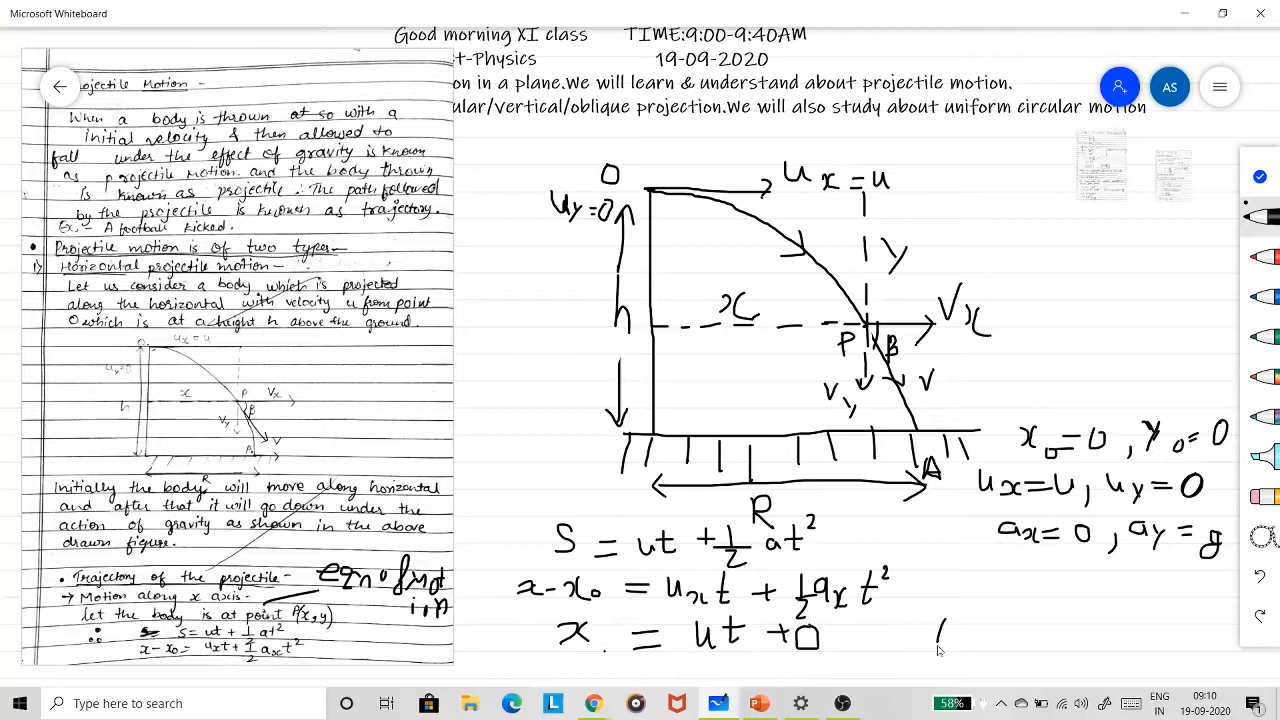 Microsoft Whiteboard
Good morning XI class TIME:9:00-9:40AM
t-Physics 19-09-2020
on in a plane.We will learn & understand about projectile motion.
ular/vertical/oblique projection.We will also study about uniform circular motion
AS
ojectile Motion -
When a body is thrown at so with a
initial velocity & then allowed to
fall under the effect of gravity is known
as projectile motion and the body thrown
is known as projectile. The path followed
by the projectile is known as trajectory.
Ex - A football kicked.
• Projectile motion is of two types-
1) Horizontal projectile motion-
Let us consider a body which is projected
along the horizontal with velocity u from point
O which is at a height h above the ground.
O ux = u
uy=0
h
x P Vx
β
Vy
V
A
R
Initially the body will move along horizontal
and after that it will go down under the
action of gravity as shown in the above
drawn figure.
• Trajectory of the projectile-
→ Motion along x axis-
Let the body is at point P(x,y)
∴ S = ut + 1/2 at²
∴ x-x₀ = uxt + 1/2 axt²
eqn of
O ux = u
uy=0
y
h
x
Vx
P β
Vy
V
A
R
x₀=0 , y₀=0
ux=u, uy=0
ax=0, ay=g
S = ut + 1/2 at²
x-x₀ = uxt + 1/2 ax t²
x = ut + 0 (
Type here to search
L
58%
ENG
IN
09:10
19-09-2020